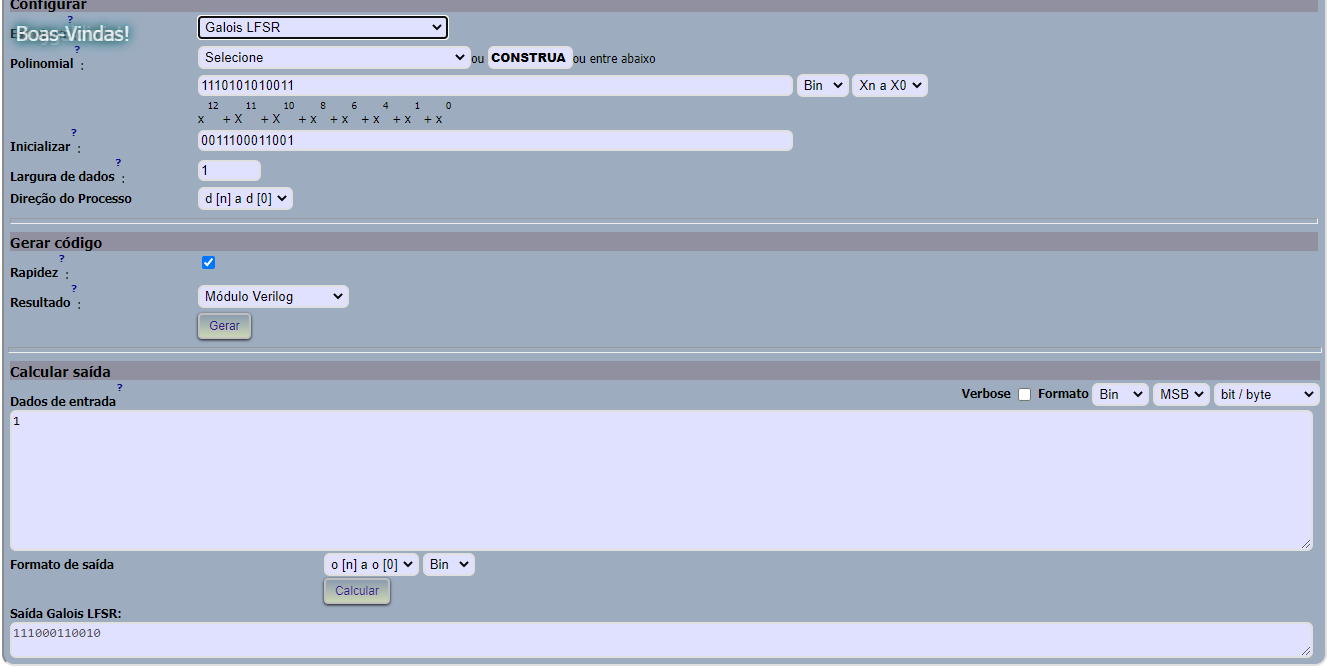 Configurar
?
Boas-Vindas!
Galois LFSR
?
Polinomial :
Selecione
ou CONSTRUA ou entre abaixo
1110101010011
Bin
Xn a X0
12 11 10 8 6 4 1 0
x + X + X + x + x + x + x + x
?
Inicializar :
0011100011001
?
Largura de dados :
1
Direção do Processo
d [n] a d [0]
Gerar código
?
Rapidez :
?
Resultado :
Módulo Verilog
Gerar
Calcular saída
?
Dados de entrada
Verbose Formato Bin MSB bit / byte
1
Formato de saída
o [n] a o [0]
Bin
Calcular
Saída Galois LFSR:
111000110010